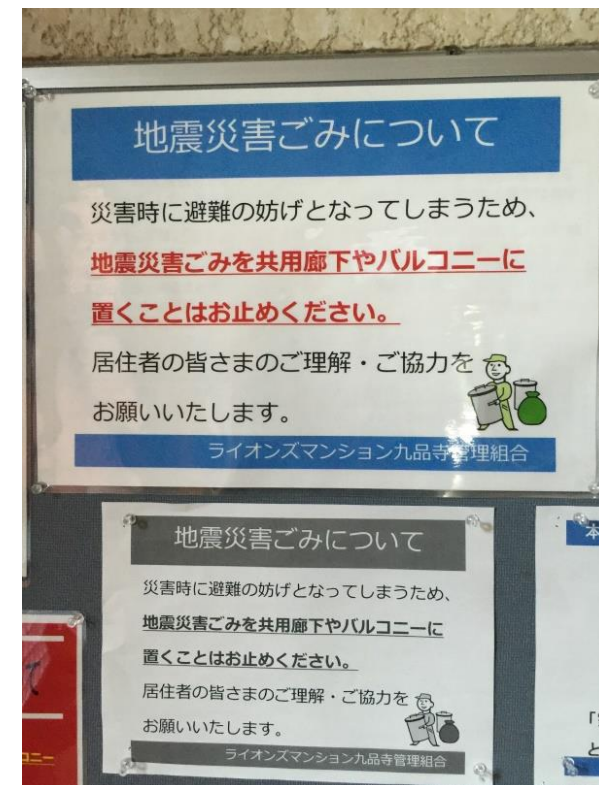 地震災害ごみについて
災害時に避難の妨げとなってしまうため、
地震災害ごみを共用廊下やバルコニーに
置くことはお止めください。
居住者の皆さまのご理解・ご協力を
お願いいたします。
ライオンズマンション九品寺管理組合
地震災害ごみについて
災害時に避難の妨げとなってしまうため、
地震災害ごみを共用廊下やバルコニーに
置くことはお止めください。
居住者の皆さまのご理解・ご協力を
お願いいたします。
ライオンズマンション九品寺管理組合
本
と
ニー